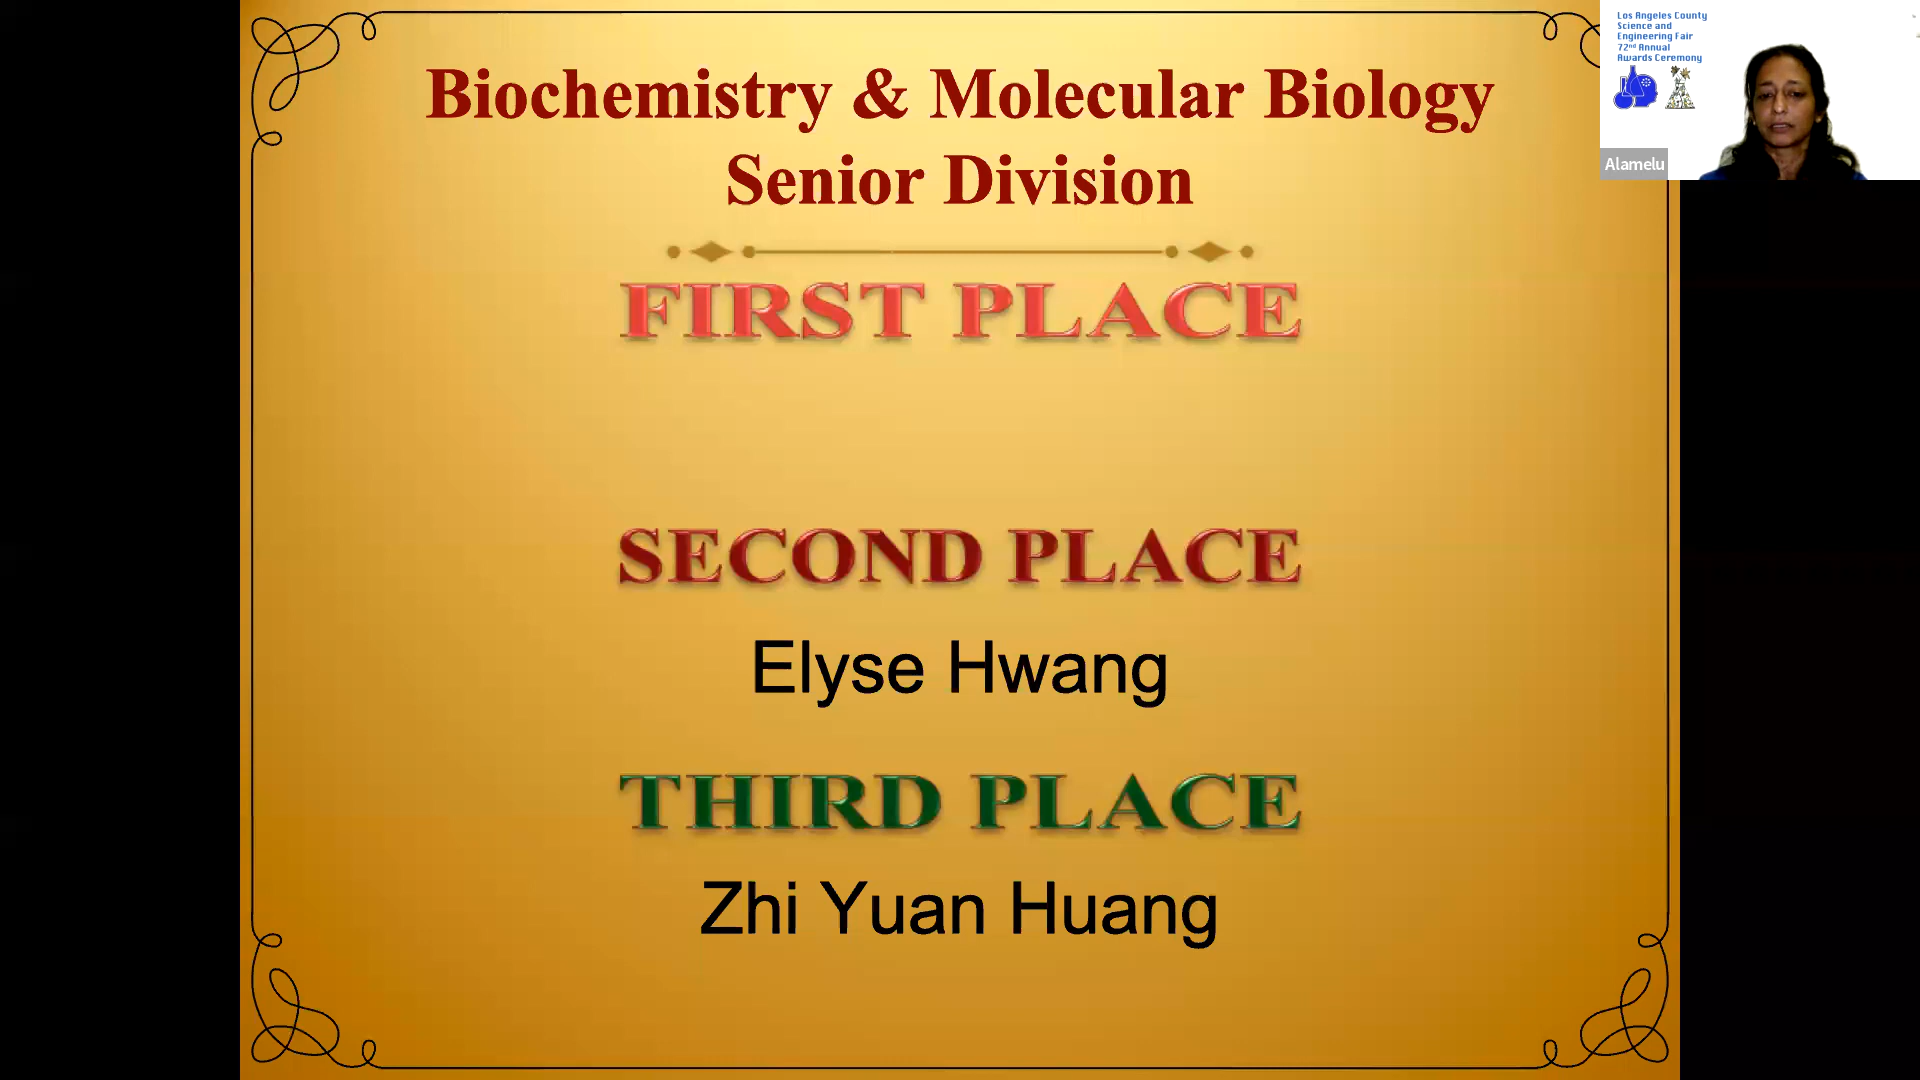 Biochemistry & Molecular Biology
Senior Division
FIRST PLACE
SECOND PLACE
Elyse Hwang
THIRD PLACE
Zhi Yuan Huang
Los Angeles County
Science and
Engineering Fair
72nd Annual
Awards Ceremony
Alamelu